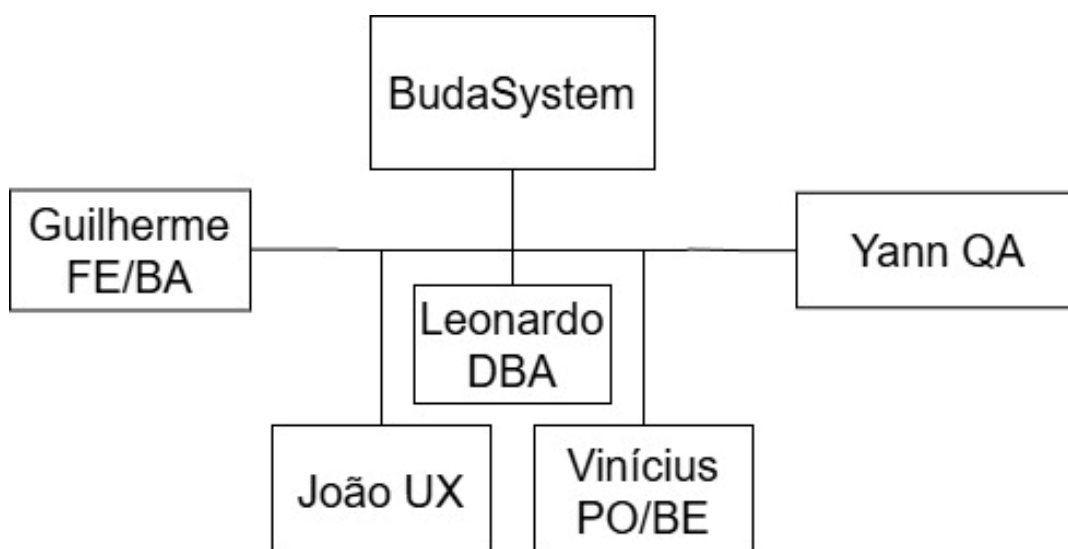 BudaSystem
Guilherme
FE/BA
Yann QA
Leonardo
DBA
João UX
Vinícius
PO/BE